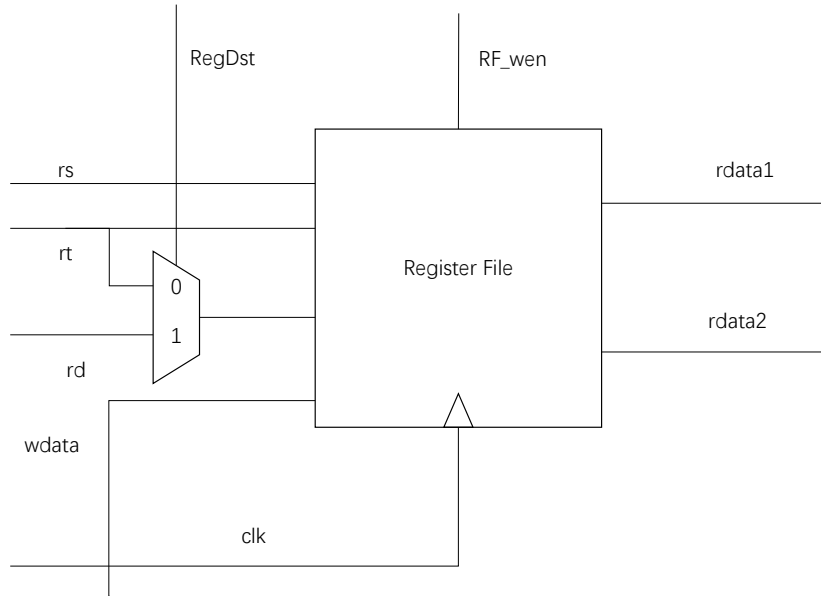 RegDst
RF_wen
rs
rdata1
rt
Register File
0
1
rdata2
rd
wdata
clk